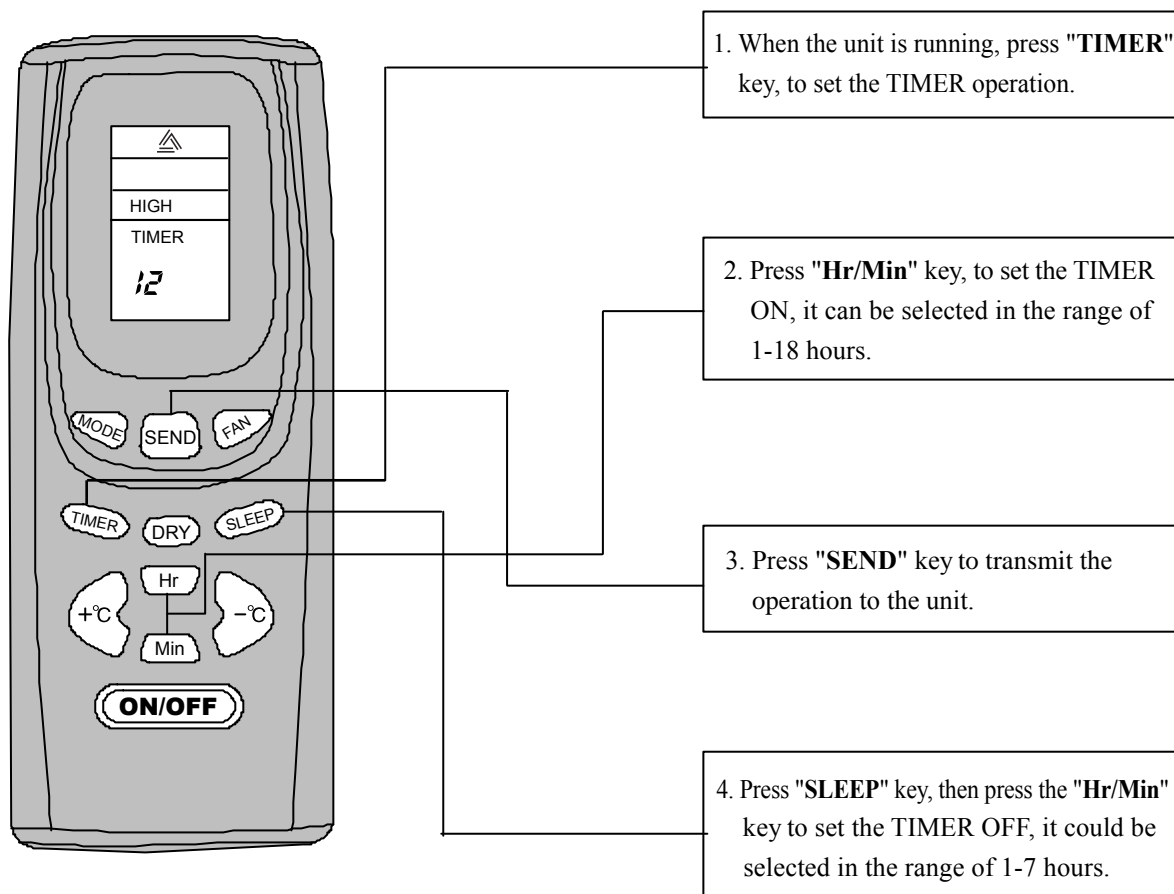 HIGH
TIMER
12
MODE
SEND
FAN
TIMER
DRY
SLEEP
Hr
+°C
-°C
Min
ON/OFF
1. When the unit is running, press "TIMER"
key, to set the TIMER operation.
2. Press "Hr/Min" key, to set the TIMER
ON, it can be selected in the range of
1-18 hours.
3. Press "SEND" key to transmit the
operation to the unit.
4. Press "SLEEP" key, then press the "Hr/Min"
key to set the TIMER OFF, it could be
selected in the range of 1-7 hours.